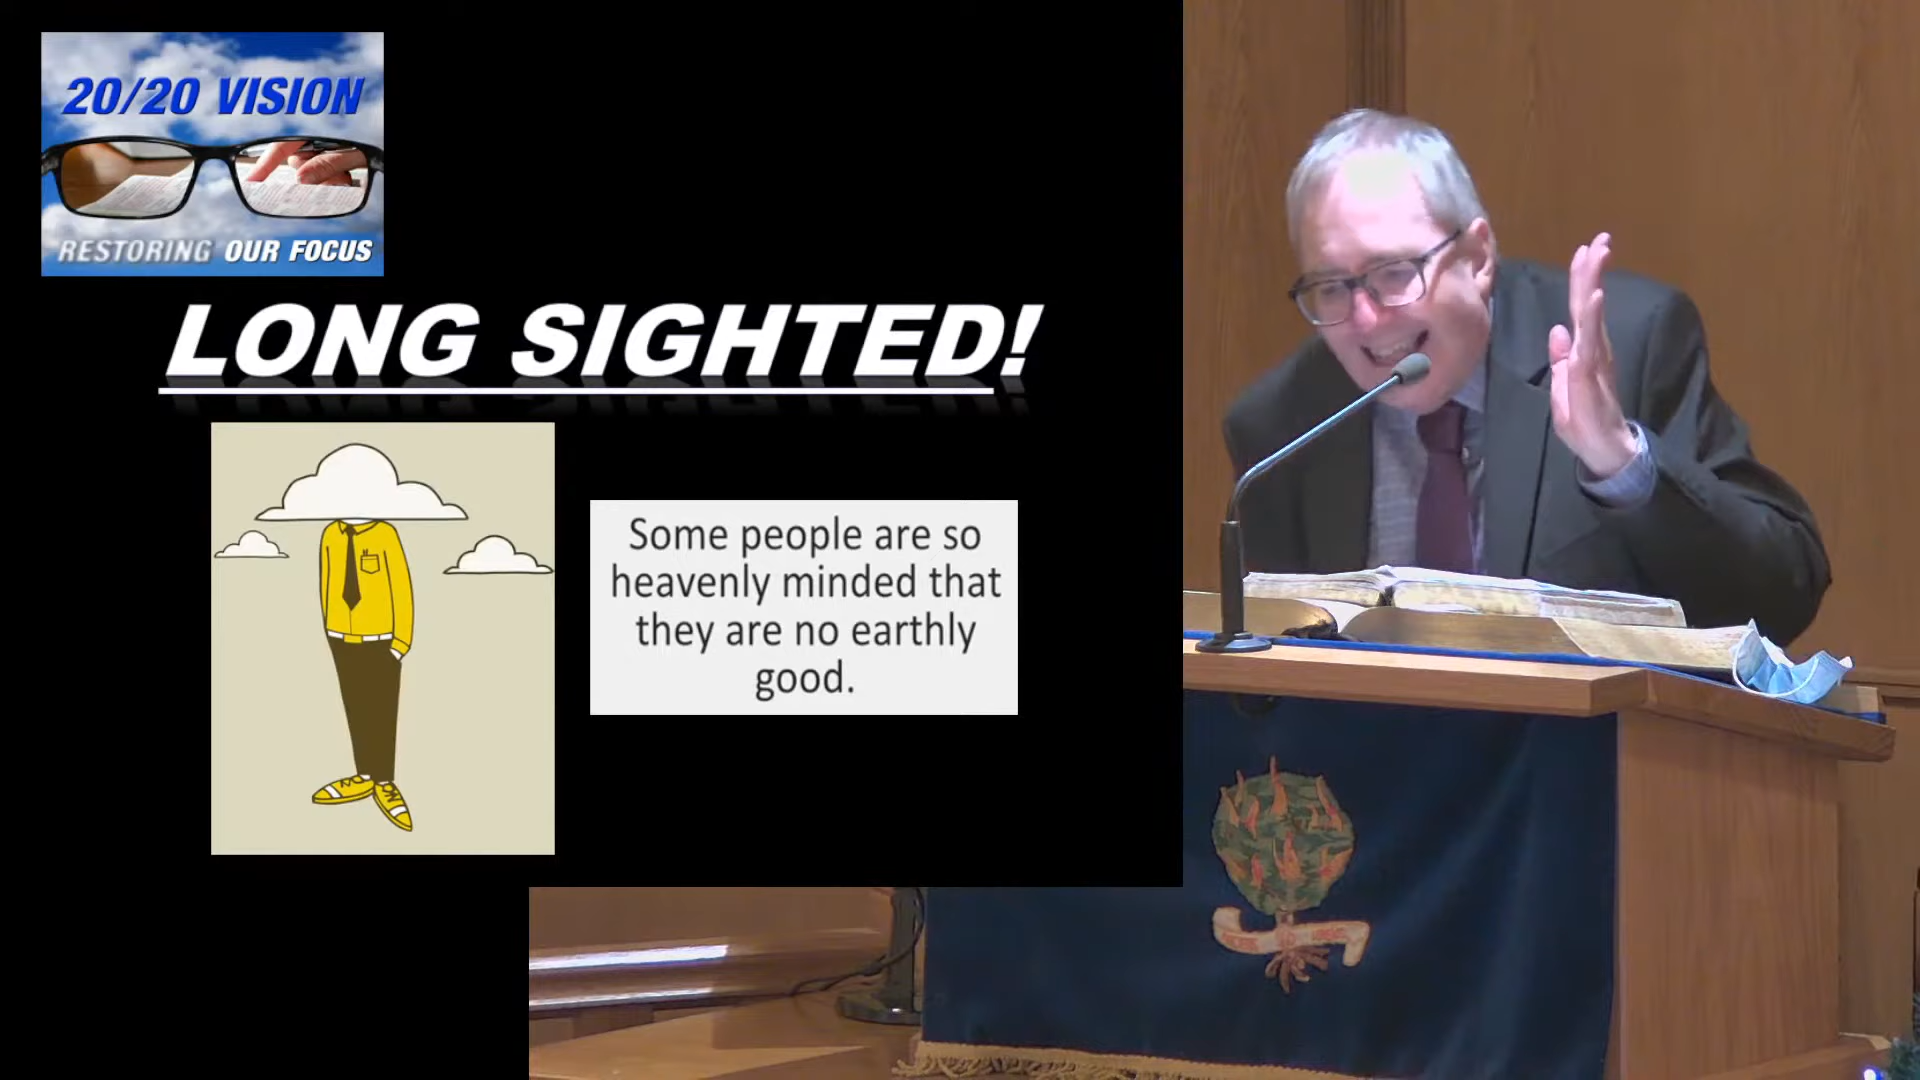 20/20 VISION
RESTORING OUR FOCUS
LONG SIGHTED!
Some people are so
heavenly minded that
they are no earthly
good.